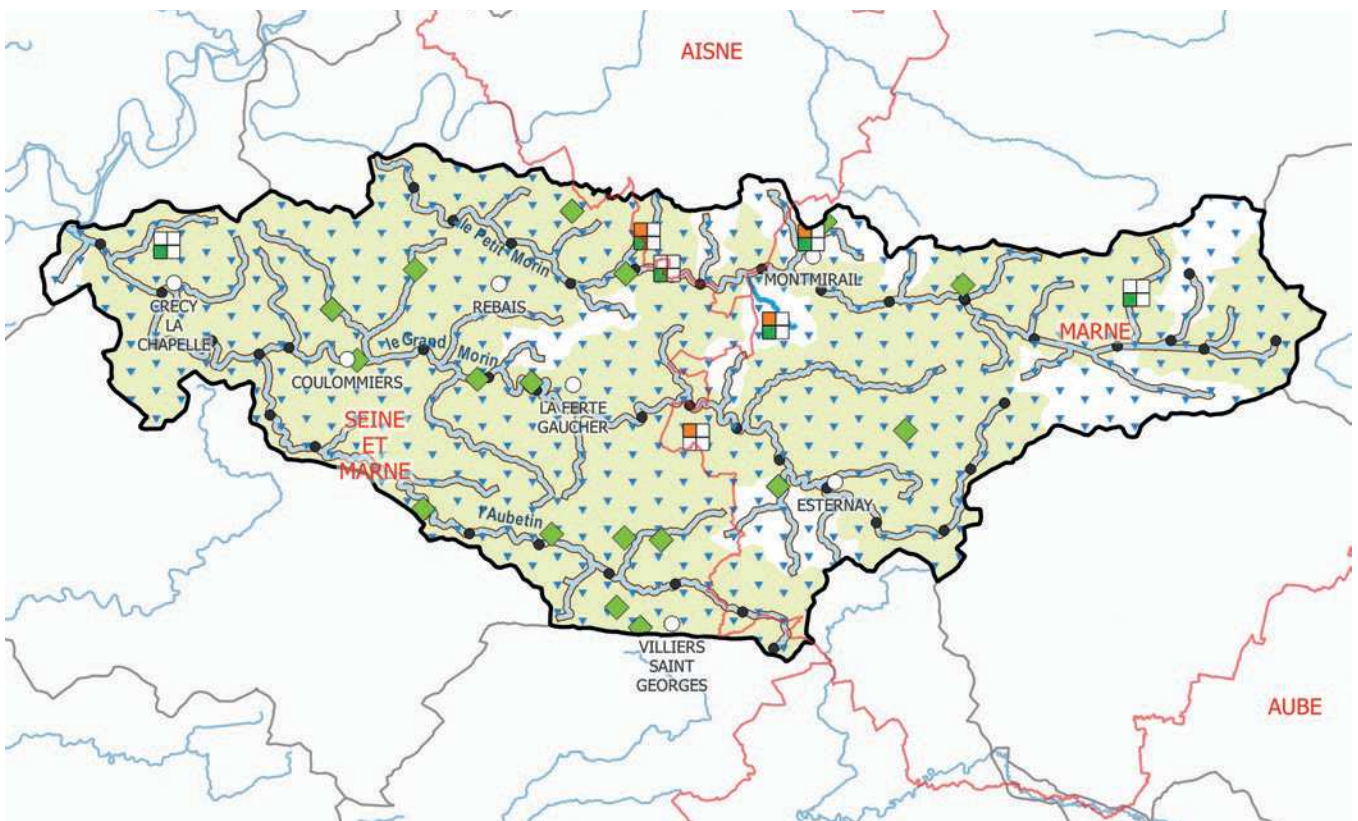 AISNE
le Petit Morin
MONTMIRAIL
CRECY
LA
CHAPELLE
REBAIS
MARNE
le Grand Morin
COULOMMIERS
LA FERTE
GAUCHER
SEINE
ET
MARNE
ESTERNAY
l'Aubetin
VILLIERS
SAINT
GEORGES
AUBE